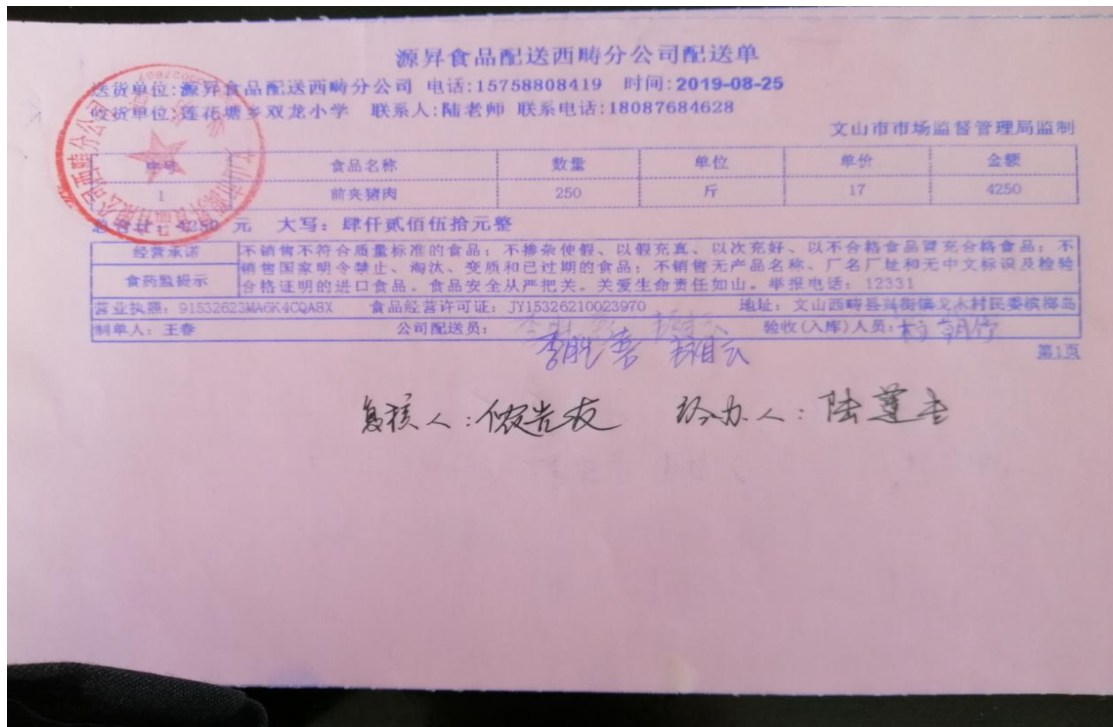 源昇食品配送西畴分公司配送单
送货单位:源昇食品配送西畴分公司 电话:15758808419 时间:2019-08-25
收货单位:莲花塘乡双龙小学 联系人:陆老师 联系电话:18087684628
文山市市场监督管理局监制
序号 食品名称 数量 单位 单价 金额
1 前夹猪肉 250 斤 17 4250
总合计: 4250 元 大写: 肆仟贰佰伍拾元整
经营承诺 不销售不符合质量标准的食品; 不掺杂使假、以假充真、以次充好、以不合格食品冒充合格食品; 不
食药监提示 销售国家明令禁止、淘汰、变质和已过期的食品; 不销售无产品名称、厂名厂址和无中文标识及检验
合格证明的进口食品。食品安全从严把关。关爱生命责任如山。举报电话: 12331
营业执照: 91532623MA6K4CQA8X 食品经营许可证: JY15326210023970 地址: 文山西畴县兴街镇戈木村民委槟榔岛
制单人: 王春 公司配送员: 验收(入库)人员:
第1页
复核人: 经办人: 陆莲